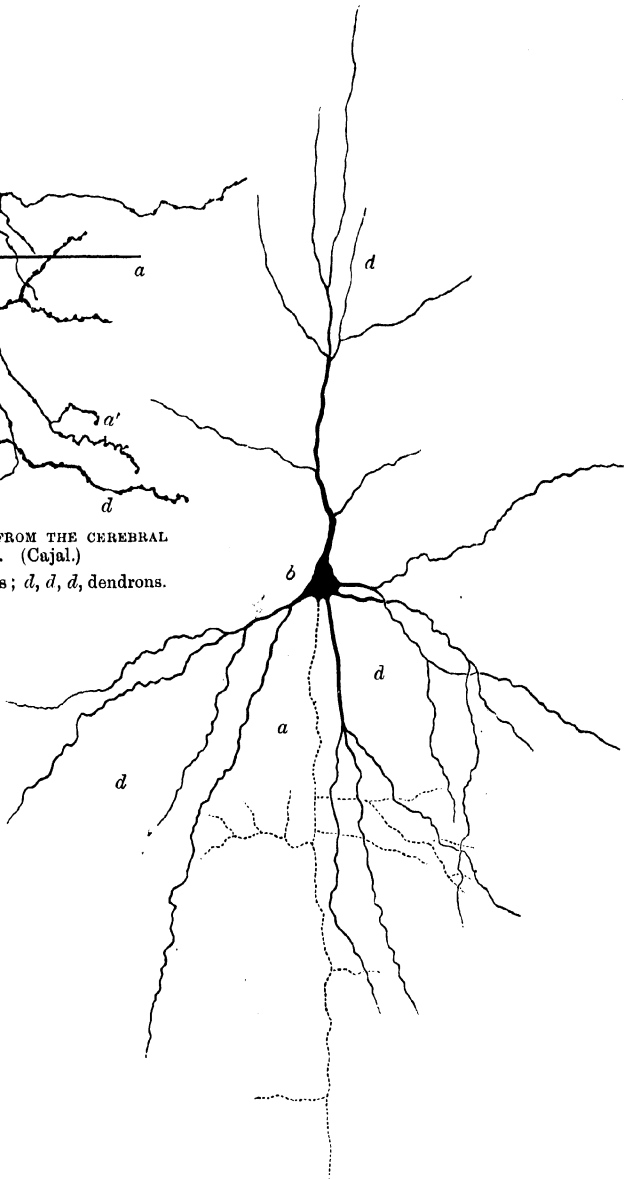 d
a
a'
d
FROM THE CEREBRAL
. (Cajal.)
s; d, d, d, dendrons.
b
d
a
d